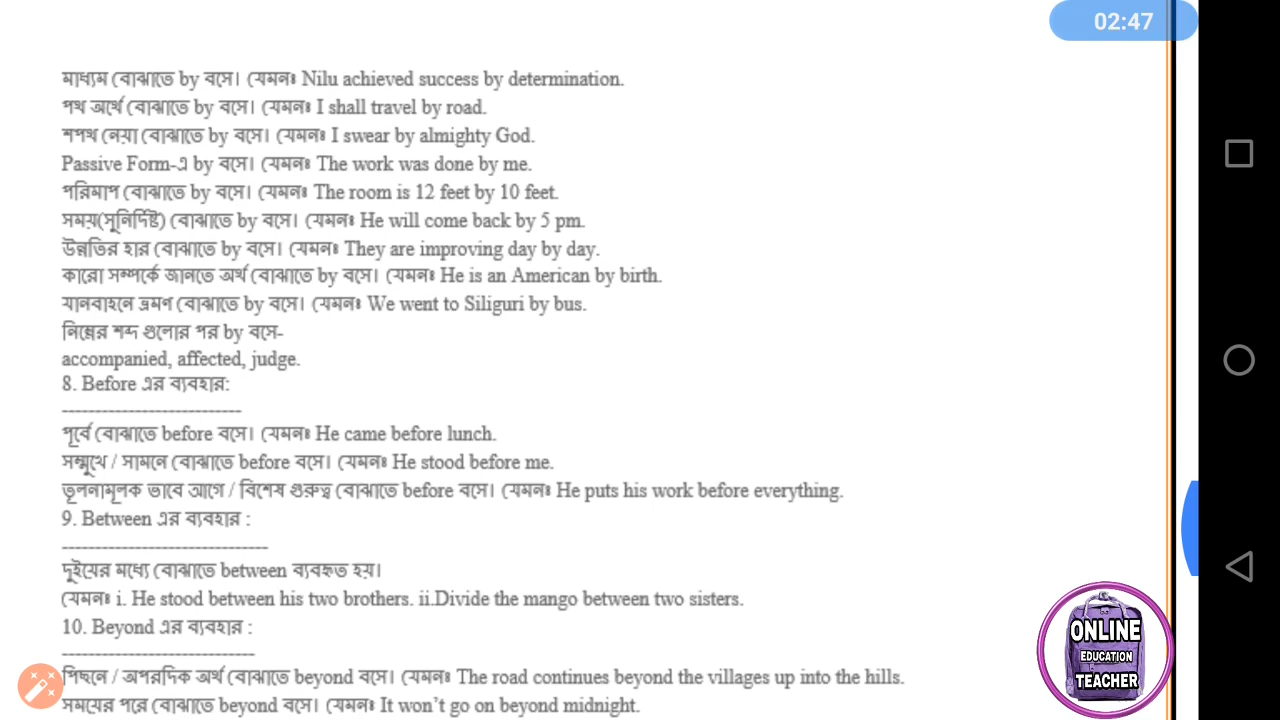 02:47
মাধ্যম বোঝাতে by বসে। যেমনঃ Nilu achieved success by determination.
পথ অর্থে বোঝাতে by বসে। যেমনঃ I shall travel by road.
শপথ নেয়া বোঝাতে by বসে। যেমনঃ I swear by almighty God.
Passive Form-এ by বসে। যেমনঃ The work was done by me.
পরিমাপ বোঝাতে by বসে। যেমনঃ The room is 12 feet by 10 feet.
সময়(সুনির্দিষ্ট) বোঝাতে by বসে। যেমনঃ He will come back by 5 pm.
উন্নতির হার বোঝাতে by বসে। যেমনঃ They are improving day by day.
কারো সম্পর্কে জানতে অর্থ বোঝাতে by বসে। যেমনঃ He is an American by birth.
যানবাহনে ভ্রমণ বোঝাতে by বসে। যেমনঃ We went to Siliguri by bus.
নিম্নের শব্দ গুলোর পর by বসে-
accompanied, affected, judge.
8. Before এর ব্যবহার:
---------------------------
পূর্বে বোঝাতে before বসে। যেমনঃ He came before lunch.
সম্মুখে / সামনে বোঝাতে before বসে। যেমনঃ He stood before me.
তূলনামূলক ভাবে আগে / বিশেষ গুরুত্ব বোঝাতে before বসে। যেমনঃ He puts his work before everything.
9. Between এর ব্যবহার :
-------------------------------
দুইয়ের মধ্যে বোঝাতে between ব্যবহৃত হয়।
যেমনঃ i. He stood between his two brothers. ii.Divide the mango between two sisters.
10. Beyond এর ব্যবহার :
-----------------------------
পিছনে / অপরদিক অর্থ বোঝাতে beyond বসে। যেমনঃ The road continues beyond the villages up into the hills.
সময়ের পরে বোঝাতে beyond বসে। যেমনঃ It won't go on beyond midnight.
ONLINE
EDUCATION
TEACHER